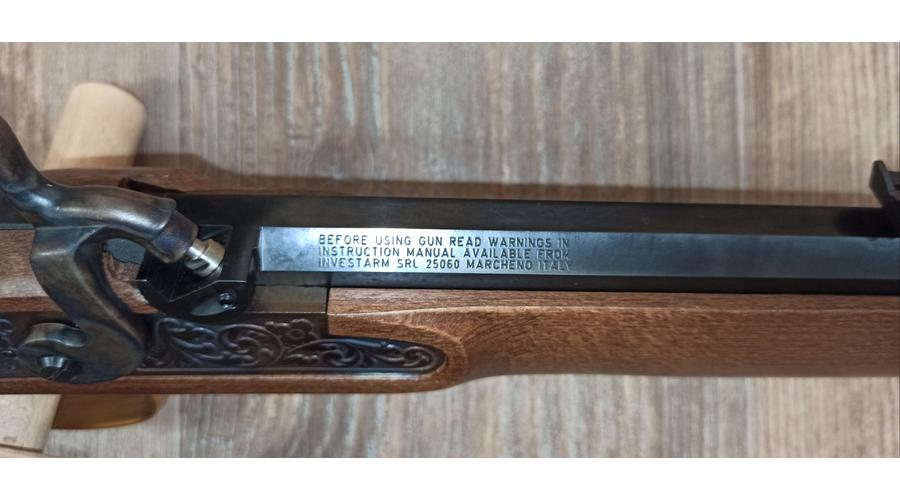 BEFORE USING GUN READ WARNINGS IN
INSTRUCTION MANUAL AVAILABLE FROM
INVESTARM SRL 25060 MARCHENO ITALY